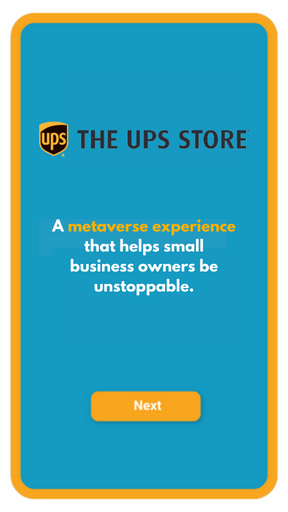 ups
THE UPS STORE
A metaverse experience
that helps small
business owners be
unstoppable.
Next